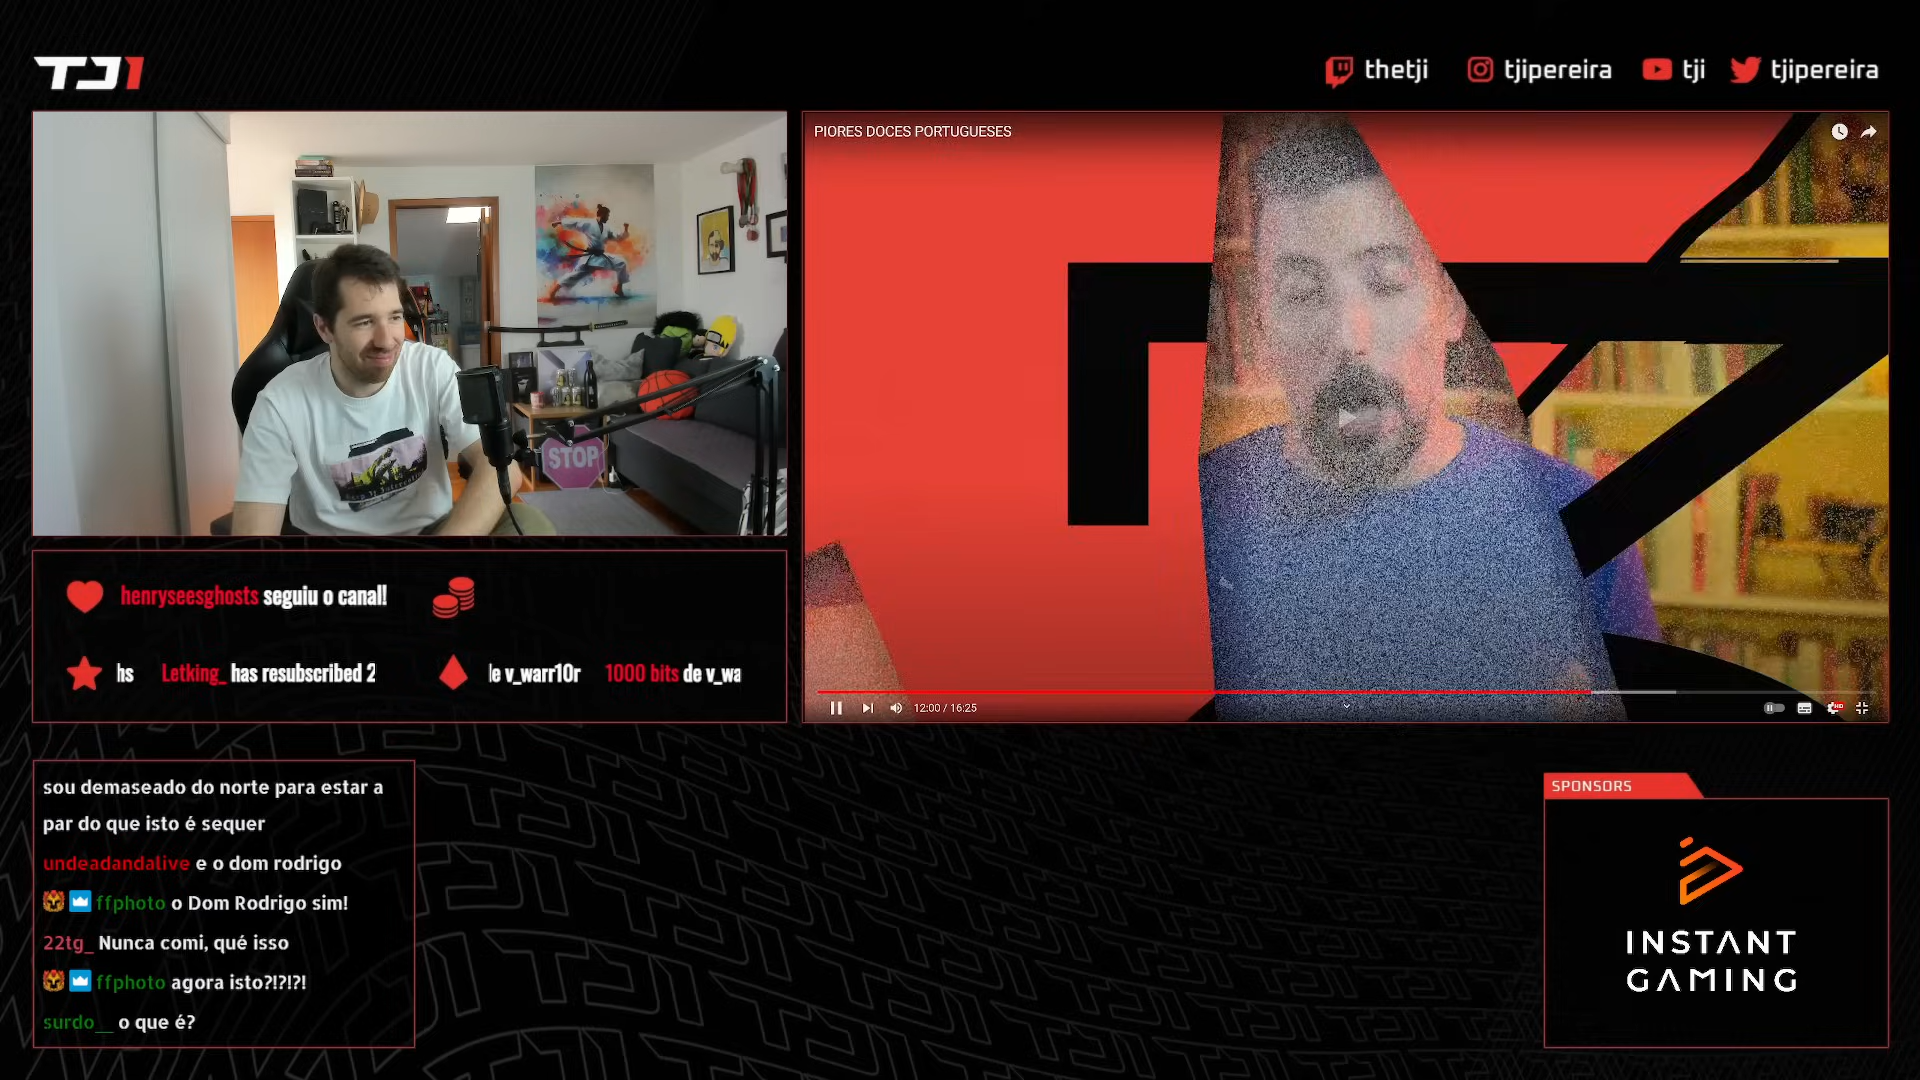 TJ1
thetji
tjipereira
tji
tjipereira
PIORES DOCES PORTUGUESES
STOP
henryseesghosts seguiu o canal!
hs Letking_ has resubscribed 2
le v_warr10r 1000 bits de v_wa
12:00 / 16:25
HD
sou demaseado do norte para estar a
par do que isto é sequer
undeadandalive e o dom rodrigo
ffphoto o Dom Rodrigo sim!
22tg_ Nunca comi, qué isso
ffphoto agora isto?!?!?!
surdo__ o que é?
SPONSORS
INSTANT
GAMING